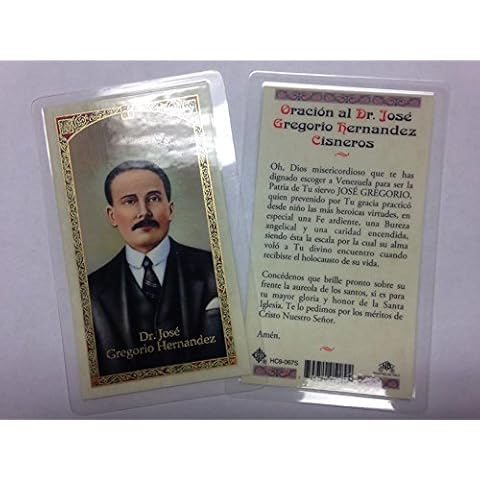 Dr. José
Gregorio Hernandez
Oración al Dr. José
Gregorio Hernandez
Cisneros
Oh, Dios misericordioso que te has
dignado escoger a Venezuela para ser la
Patria de Tu siervo JOSÉ GREGORIO,
quien prevenido por Tu gracia practicó
desde niño las mas heroicas virtudes, en
especial una Fe ardiente, una Bureza
angelical y una caridad encendida,
siendo ésta la escala por la cual su alma
voló a Tu divino encuentro cuando
recibiste el holocausto de su vida.
Concédenos que brille pronto sobre su
frente la aureola de los santos, si es para
tu mayor gloria y honor de la Santa
Iglesia. Te lo pedimos por los méritos de
Cristo Nuestro Señor.
Amén.
HC9-067S